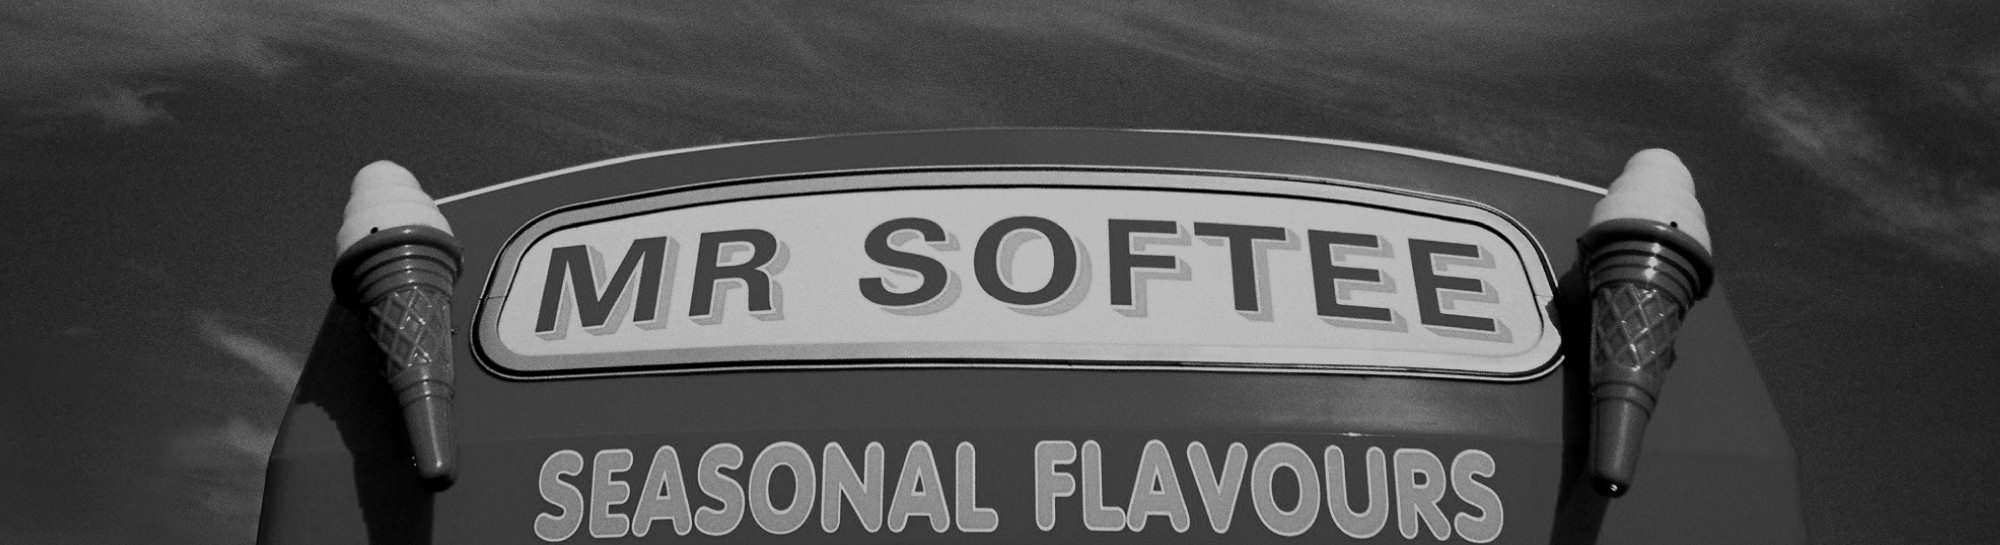 MR SOFTEE
SEASONAL FLAVOURS